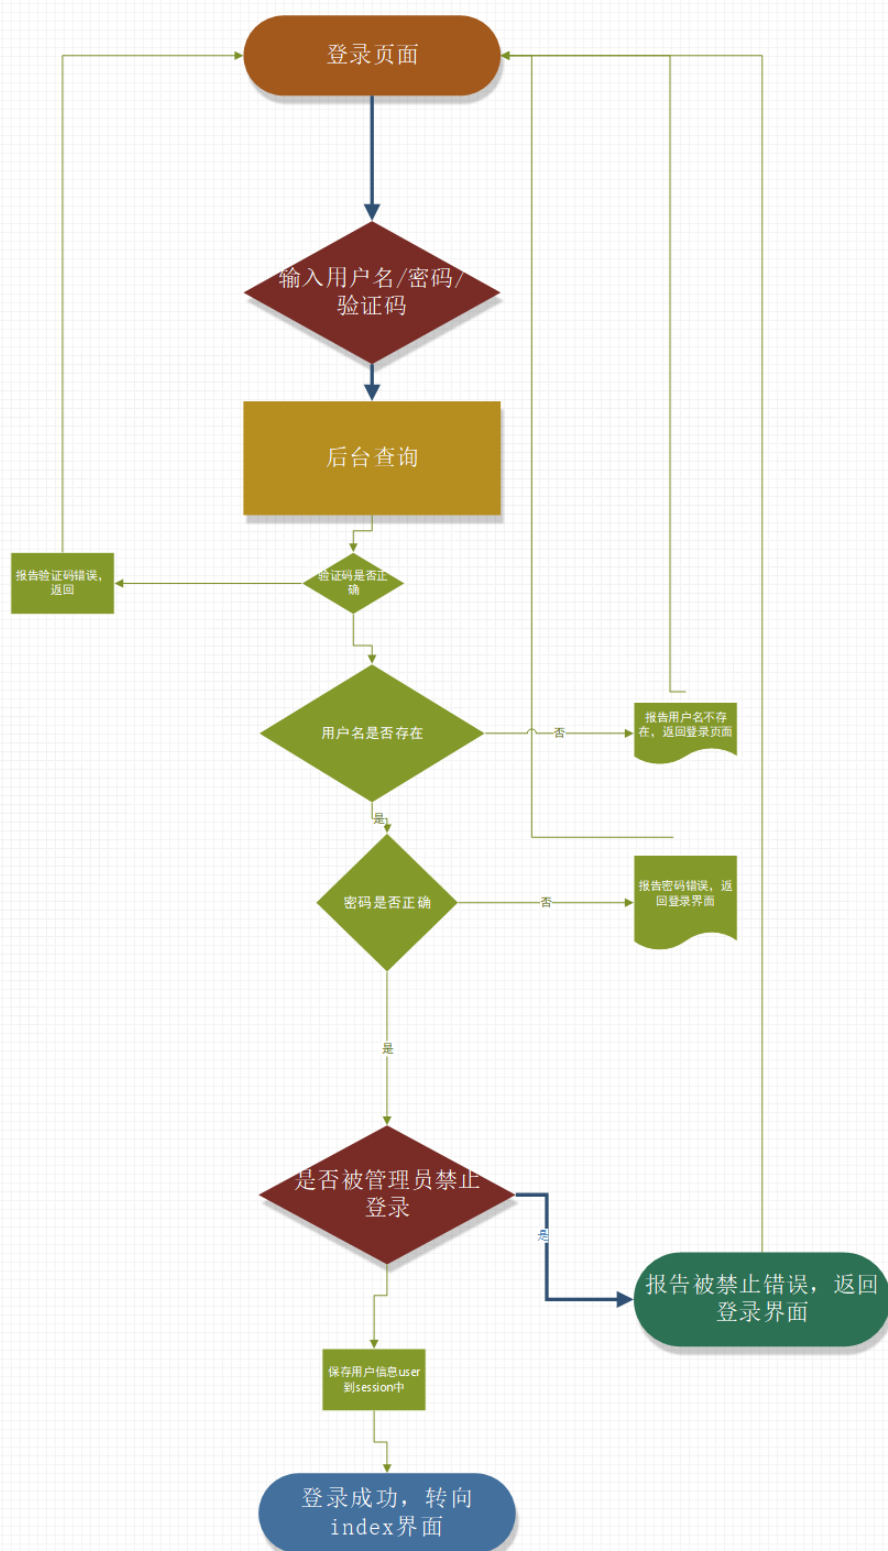 登录页面
输入用户名/密码/
验证码
后台查询
报告验证码错误，
返回
验证码是否正
确
用户名是否存在
否
报告用户名不存
在，返回登录页面
是
密码是否正确
否
报告密码错误，返
回登录界面
是
是否被管理员禁止
登录
是
报告被禁止错误，返回
登录界面
保存用户信息user
到session中
登录成功，转向
index界面